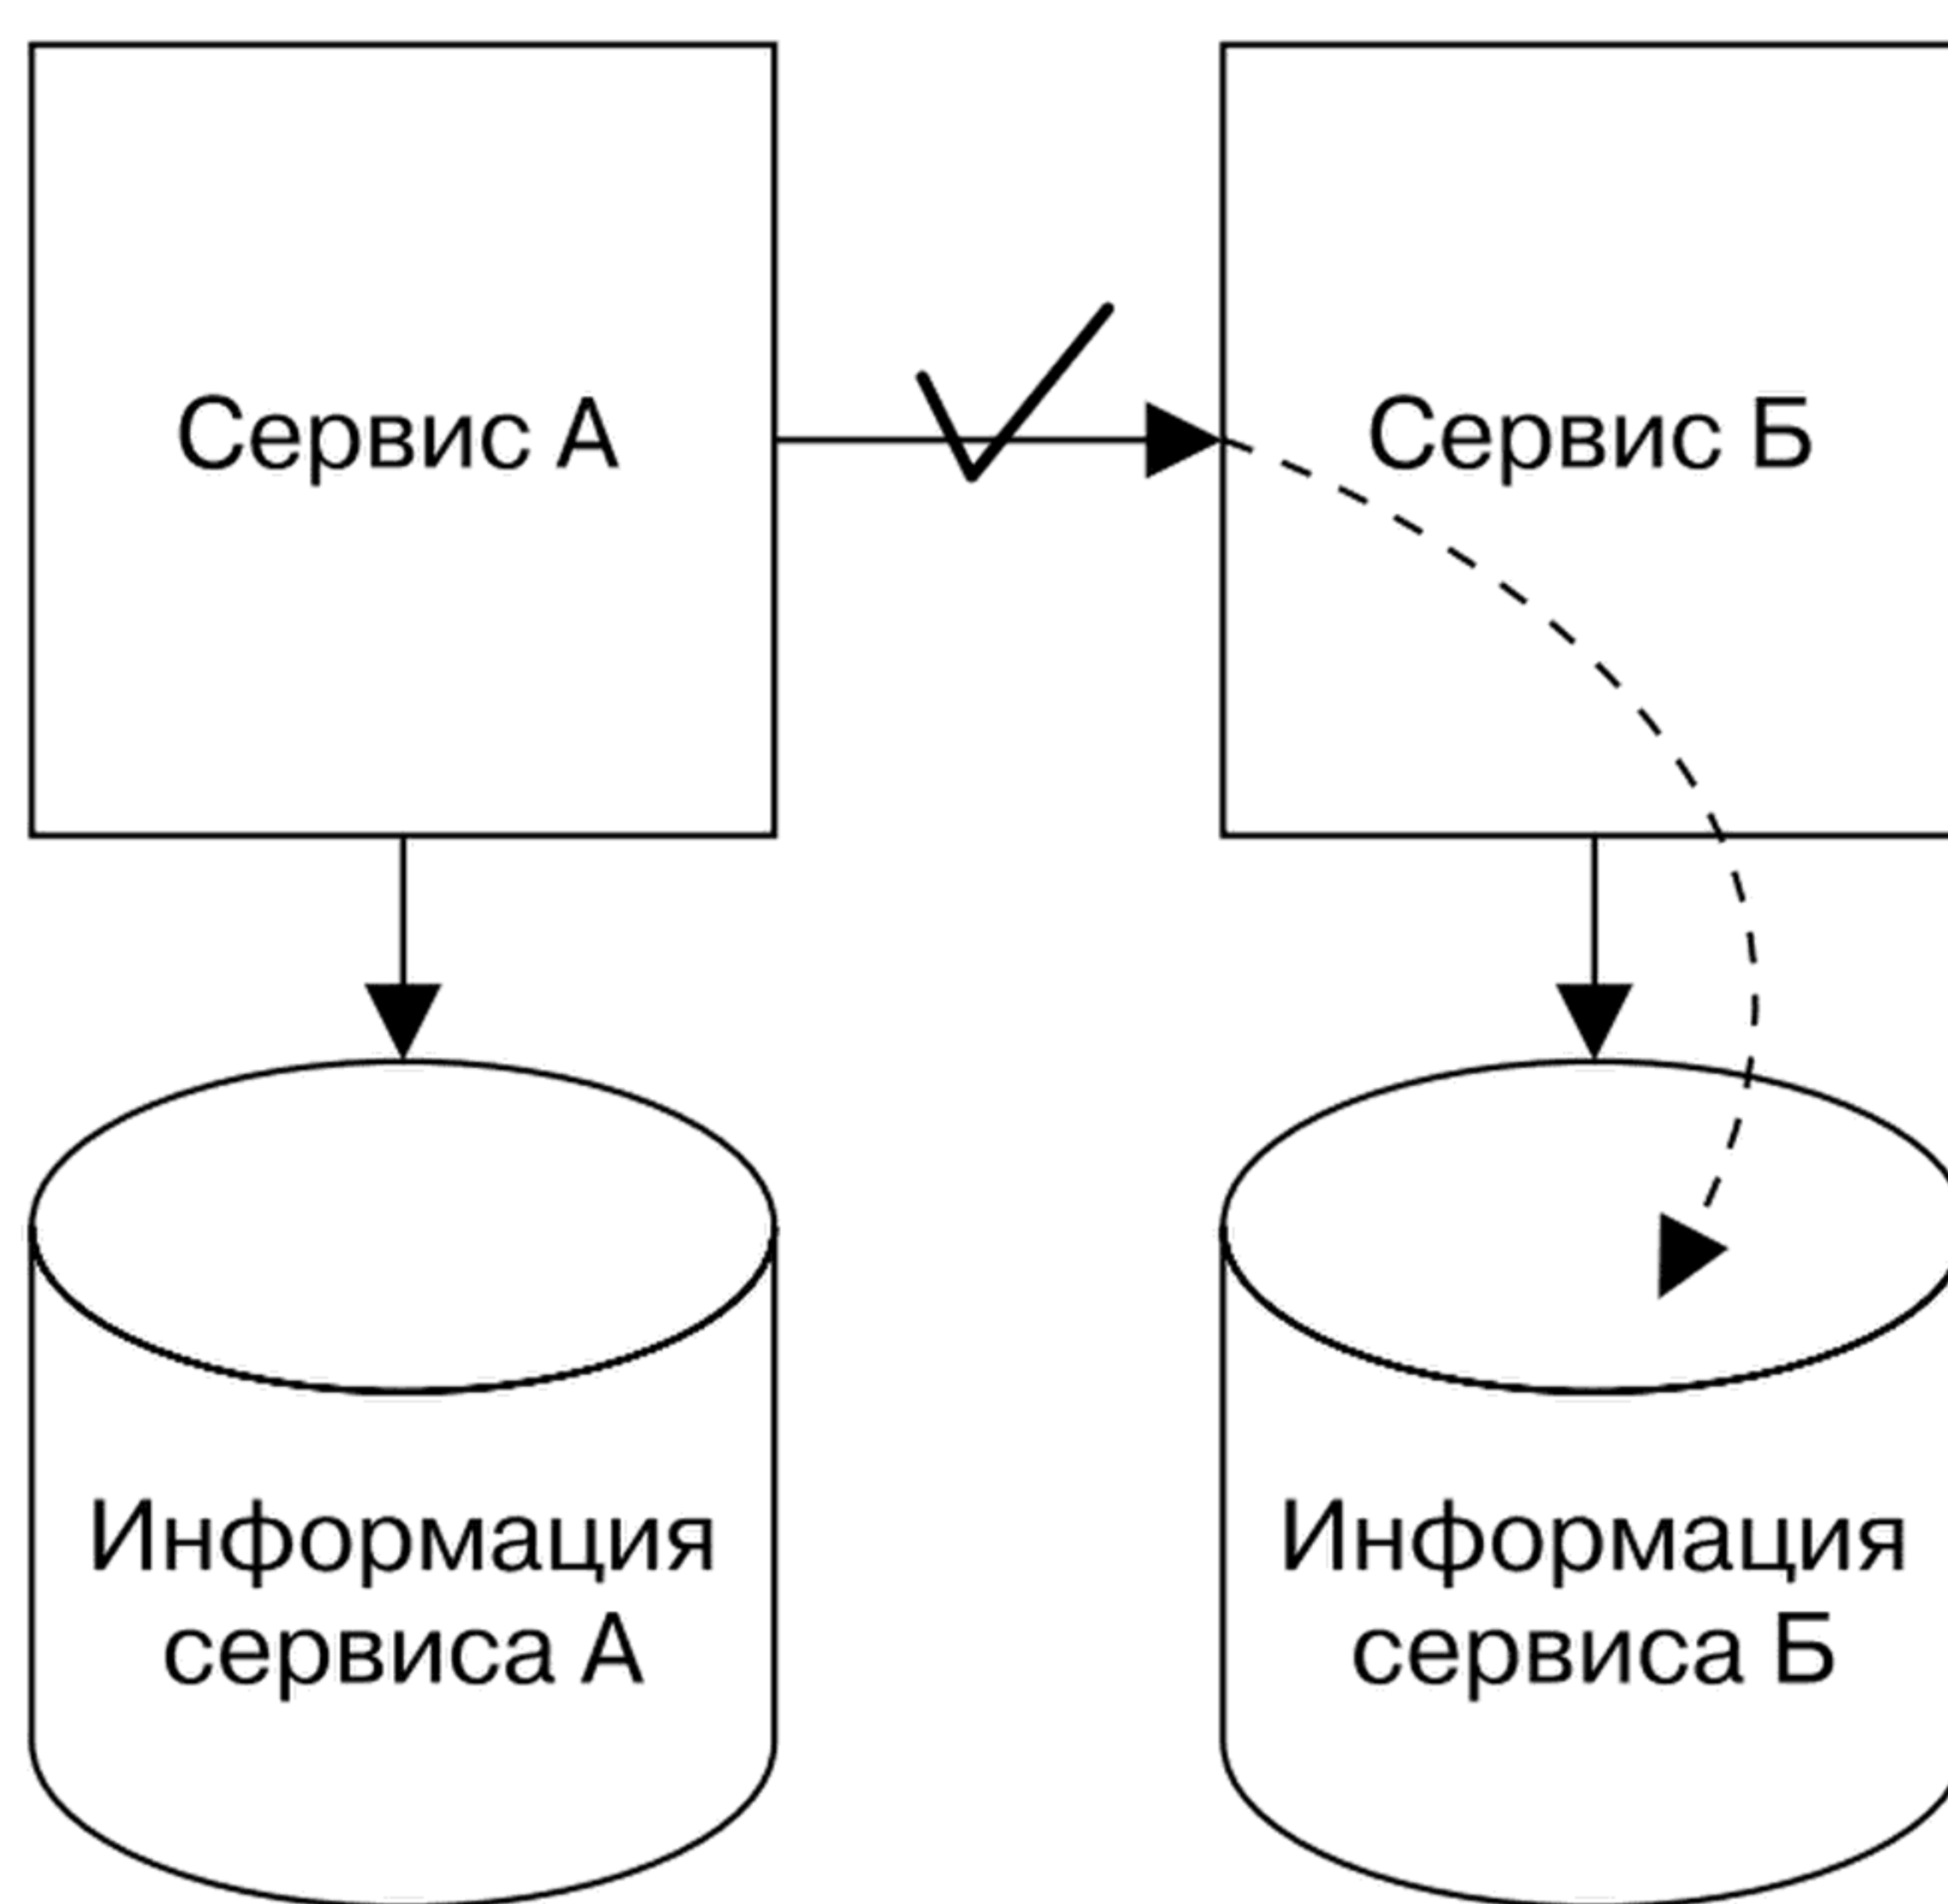 Сервис А
Сервис Б
Информация
сервиса А
Информация
сервиса Б